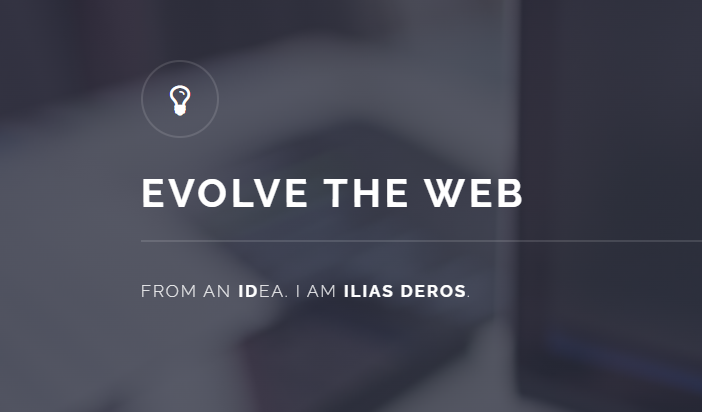 EVOLVE THE WEB
FROM AN IDEA. I AM ILIAS DEROS.